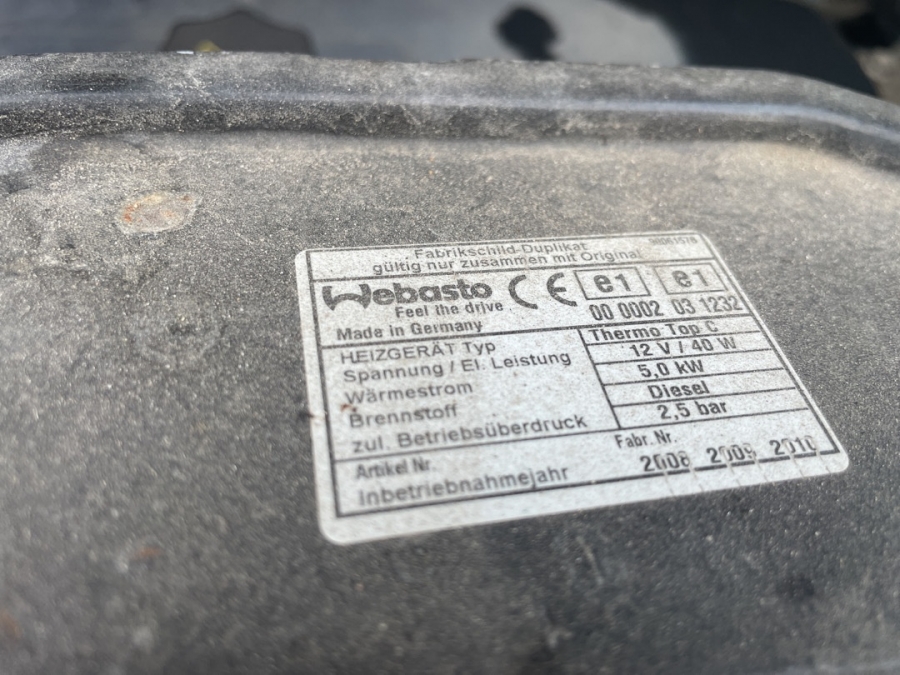 Fabrikschild-Duplikat
gültig nur zusammen mit Original
Webasto CE e1 e1
Feel the drive
00 0002 03 1232
Made in Germany
HEIZGERÄT Typ Thermo Top C
Spannung / El. Leistung 12 V / 40 W
Wärmestrom 5,0 kW
Brennstoff Diesel
zul. Betriebsüberdruck 2,5 bar
Artikel Nr. Fabr. Nr.
Inbetriebnahmejahr 2008 2009 2010